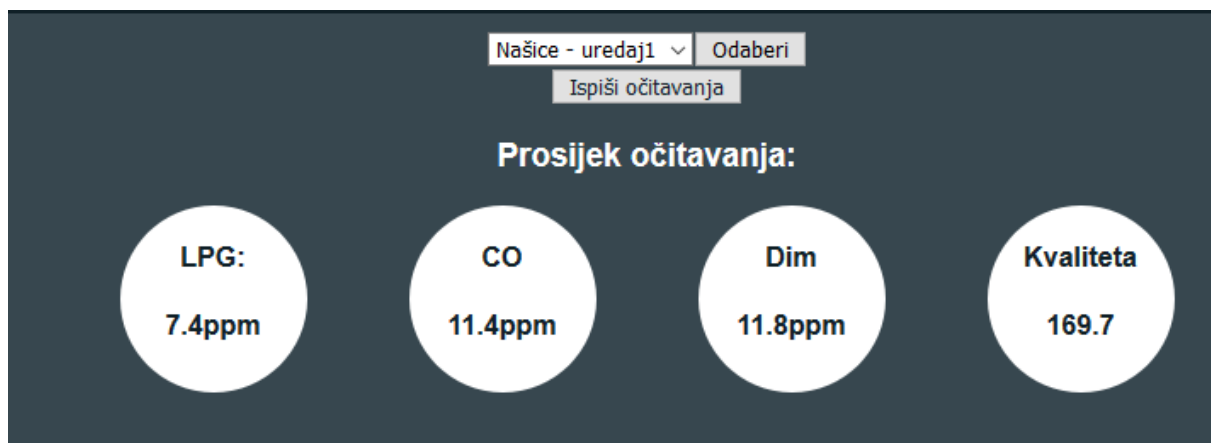 Našice - uredaj1 Odaberi
Ispiši očitavanja
Prosijek očitavanja:
LPG: CO Dim Kvaliteta
7.4ppm 11.4ppm 11.8ppm 169.7